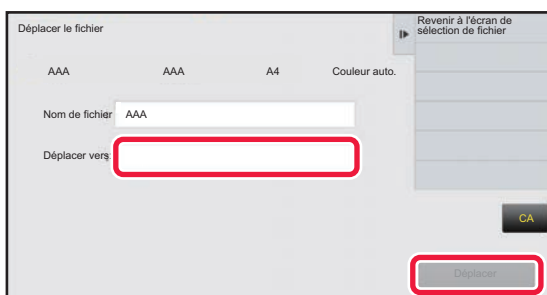 Déplacer le fichier
Revenir à l'écran de
sélection de fichier
AAA AAA A4 Couleur auto.
Nom de fichier AAA
Déplacer vers:
CA
Déplacer